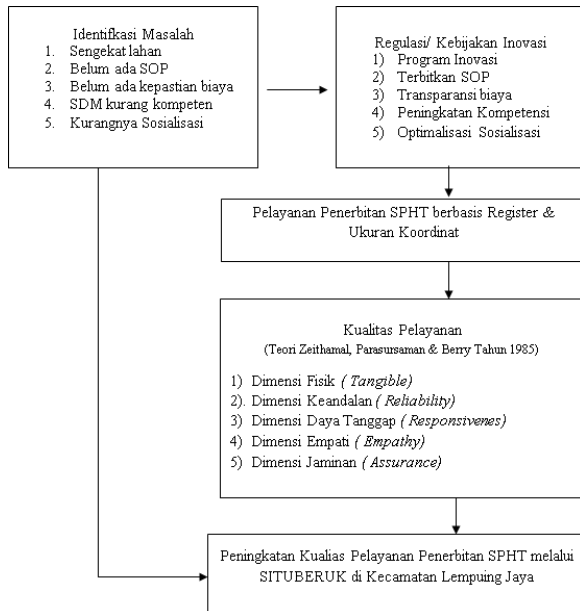 Identifkasi Masalah
1. Sengekat lahan
2. Belum ada SOP
3. Belum ada kepastian biaya
4. SDM kurang kompeten
5. Kurangnya Sosialisasi
Regulasi/ Kebijakan Inovasi
1) Program Inovasi
2) Terbitkan SOP
3) Transparansi biaya
4) Peningkatan Kompetensi
5) Optimalisasi Sosialisasi
Pelayanan Penerbitan SPHT berbasis Register &
Ukuran Koordinat
Kualitas Pelayanan
(Teori Zeithamal, Parasursaman & Berry Tahun 1985)
1) Dimensi Fisik ( Tangible)
2). Dimensi Keandalan ( Reliability)
3) Dimensi Daya Tanggap ( Responsivenes)
4) Dimensi Empati ( Empathy)
5) Dimensi Jaminan ( Assurance)
Peningkatan Kualias Pelayanan Penerbitan SPHT melalui
SITUBERUK di Kecamatan Lempuing Jaya